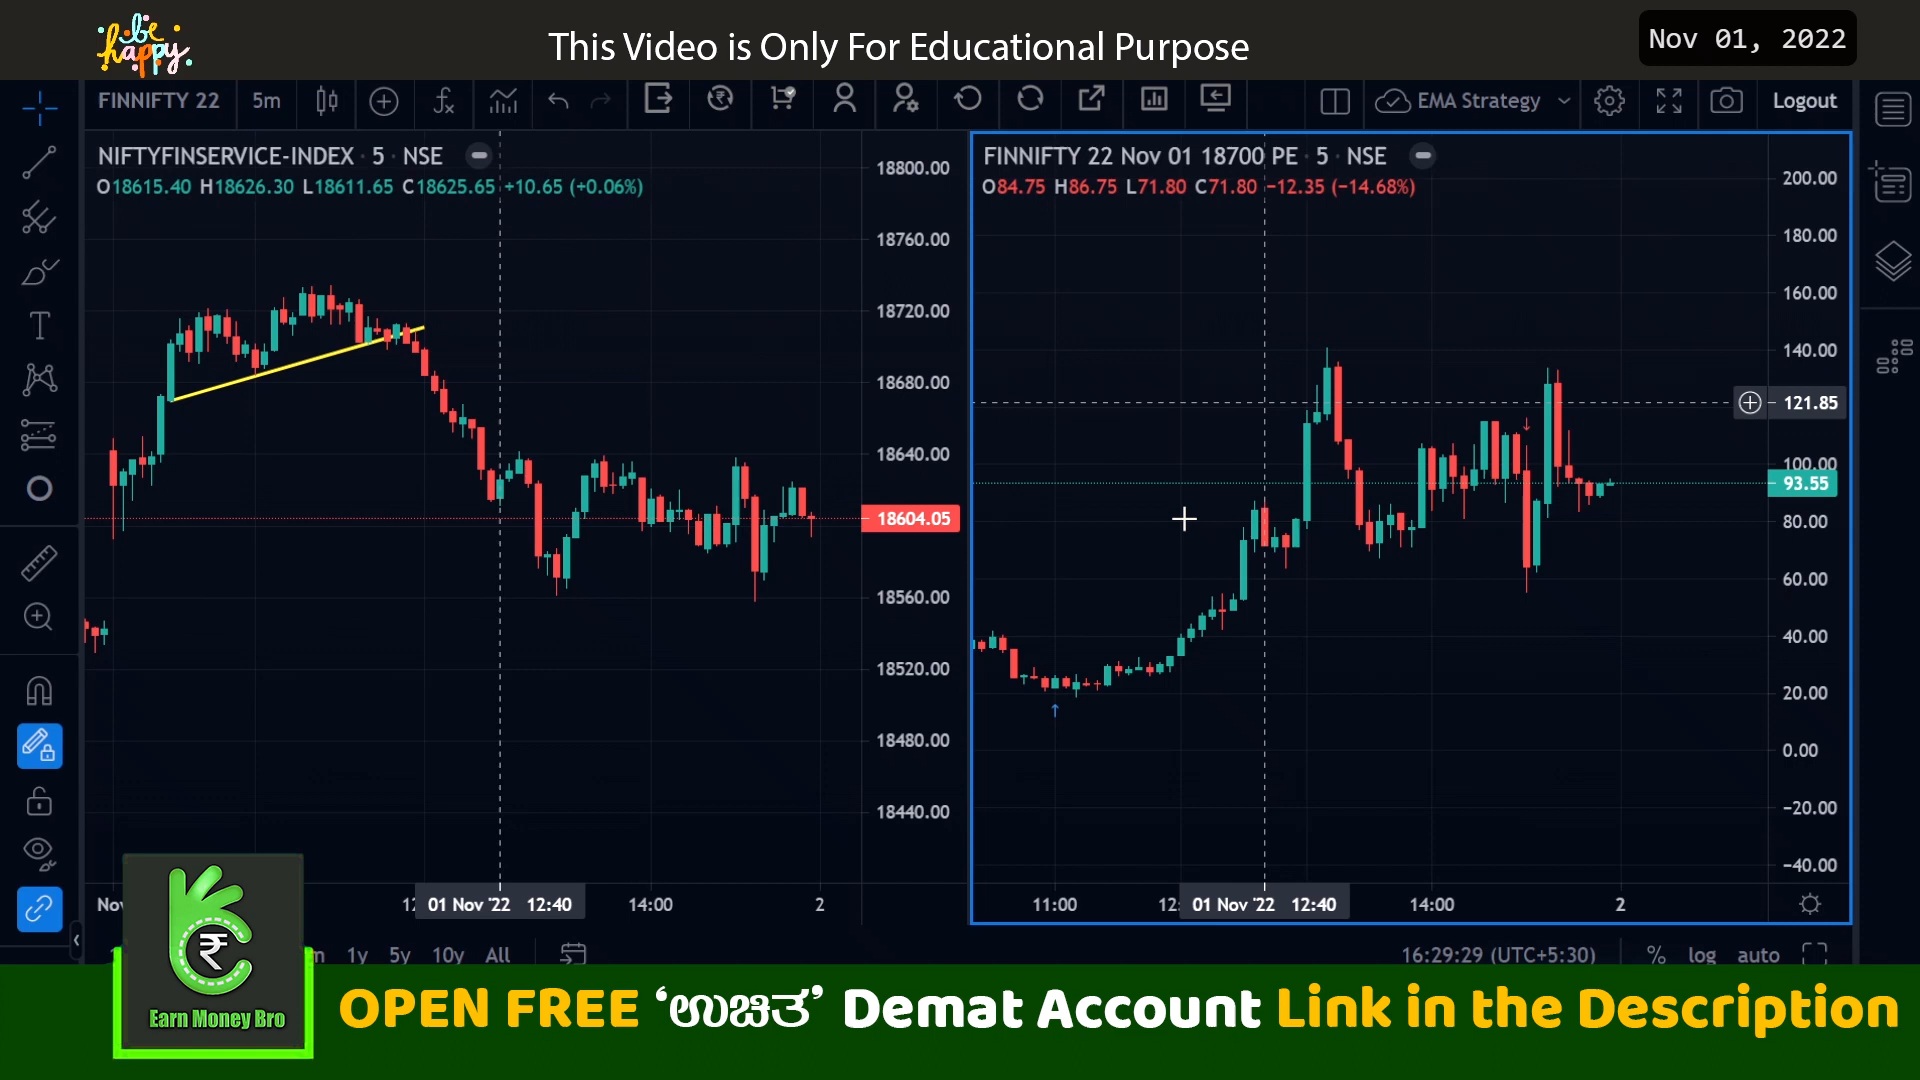 be happy
This Video is Only For Educational Purpose
Nov 01, 2022
FINNIFTY 22
5m
EMA Strategy
Logout
NIFTYFINSERVICE-INDEX · 5 · NSE
O18615.40 H18626.30 L18611.65 C18625.65 +10.65 (+0.06%)
18800.00
18760.00
18720.00
18680.00
18640.00
18604.05
18560.00
18520.00
18480.00
18440.00
01 Nov '22 12:40
14:00
2
FINNIFTY 22 Nov 01 18700 PE · 5 · NSE
O84.75 H86.75 L71.80 C71.80 −12.35 (−14.68%)
200.00
180.00
160.00
140.00
121.85
100.00
93.55
80.00
60.00
40.00
20.00
0.00
−20.00
−40.00
11:00
01 Nov '22 12:40
14:00
2
1y 5y 10y All
16:29:29 (UTC+5:30)
% log auto
Earn Money Bro
OPEN FREE ‘ಉಚಿತ’ Demat Account Link in the Description